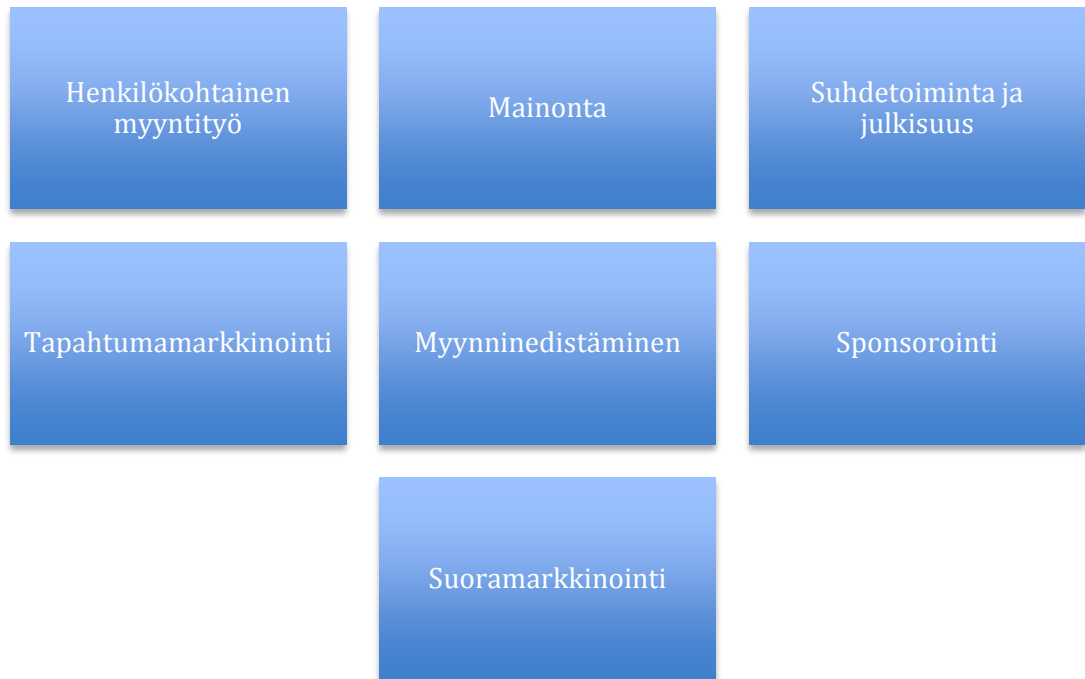 Henkilökohtainen
myyntityö
Mainonta
Suhdetoiminta ja
julkisuus
Tapahtumamarkkinointi
Myynninedistäminen
Sponsorointi
Suoramarkkinointi